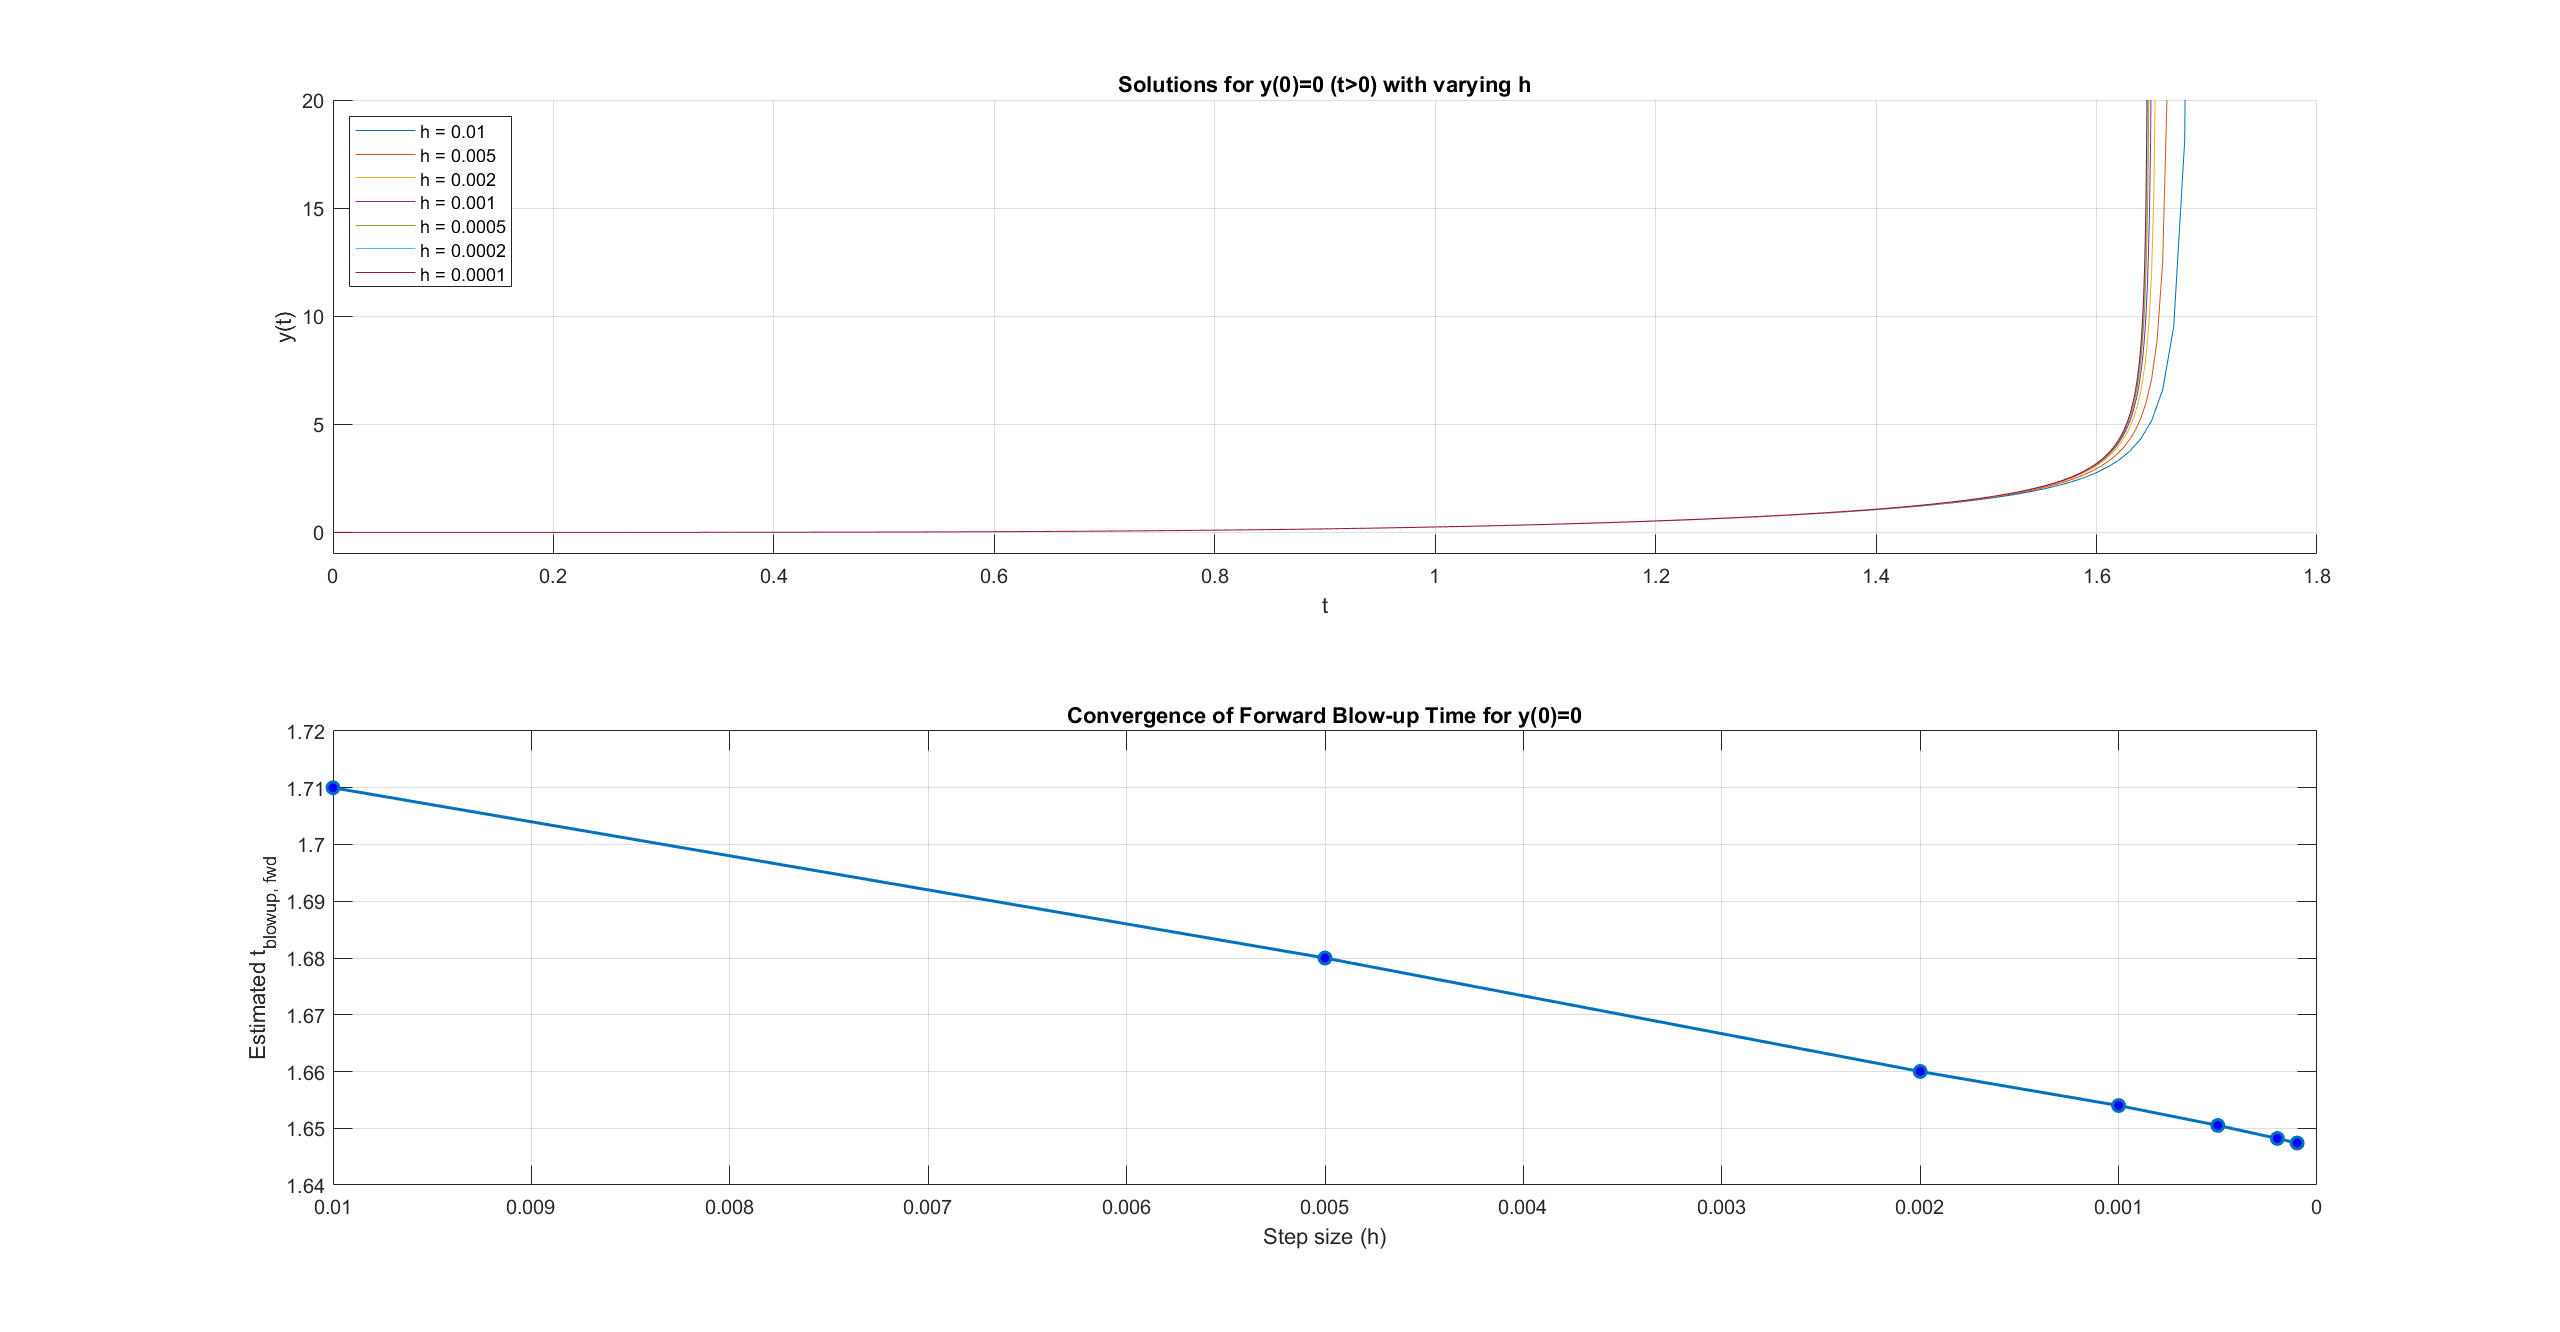 Solutions for y(0)=0 (t>0) with varying h
20
15
10
5
0
y(t)
h = 0.01
h = 0.005
h = 0.002
h = 0.001
h = 0.0005
h = 0.0002
h = 0.0001
0 0.2 0.4 0.6 0.8 1 1.2 1.4 1.6 1.8
t
Convergence of Forward Blow-up Time for y(0)=0
1.72
1.71
1.7
1.69
1.68
1.67
1.66
1.65
1.64
Estimated t_blowup, fwd
0.01 0.009 0.008 0.007 0.006 0.005 0.004 0.003 0.002 0.001 0
Step size (h)